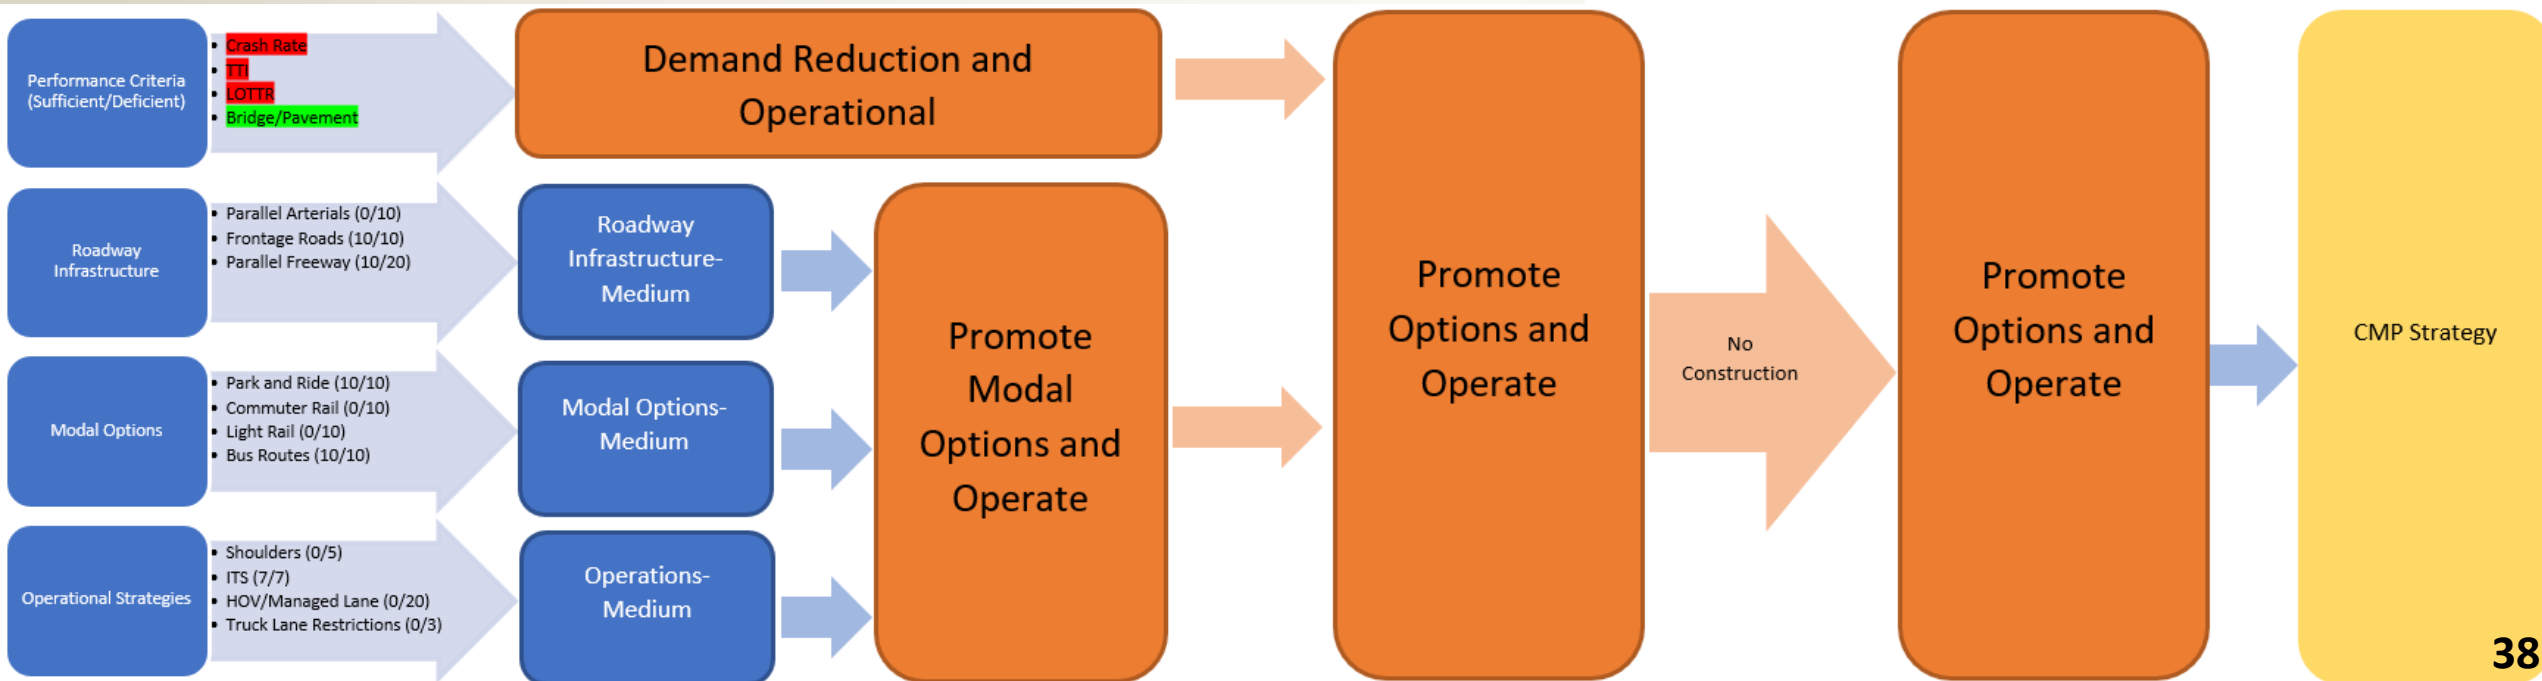 Performance Criteria
(Sufficient/Deficient)
• Crash Rate
• TTI
• LOTTR
• Bridge/Pavement
Demand Reduction and
Operational
Roadway
Infrastructure
• Parallel Arterials (0/10)
• Frontage Roads (10/10)
• Parallel Freeway (10/20)
Roadway
Infrastructure-
Medium
Modal Options
• Park and Ride (10/10)
• Commuter Rail (0/10)
• Light Rail (0/10)
• Bus Routes (10/10)
Modal Options-
Medium
Operational Strategies
• Shoulders (0/5)
• ITS (7/7)
• HOV/Managed Lane (0/20)
• Truck Lane Restrictions (0/3)
Operations-
Medium
Promote
Modal
Options and
Operate
Promote
Options and
Operate
No
Construction
Promote
Options and
Operate
CMP Strategy
38